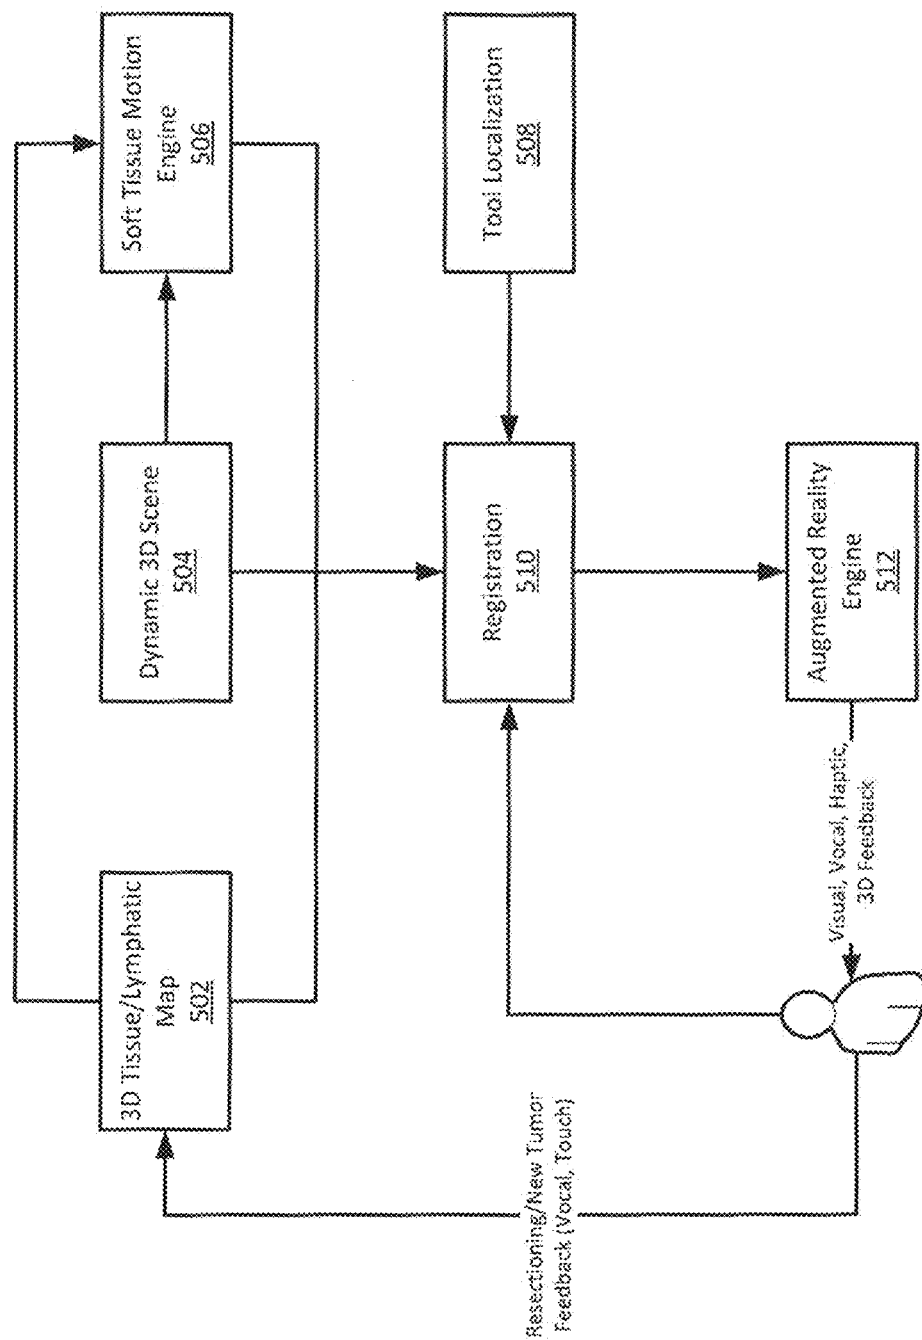 3D Tissue/Lymphatic
Map
502
Dynamic 3D Scene
504
Soft Tissue Motion
Engine
506
Registration
510
Tool Localization
508
Augmented Reality
Engine
512
Visual, Vocal, Haptic,
3D Feedback
Resectioning/New Tumor
Feedback (Vocal, Touch)